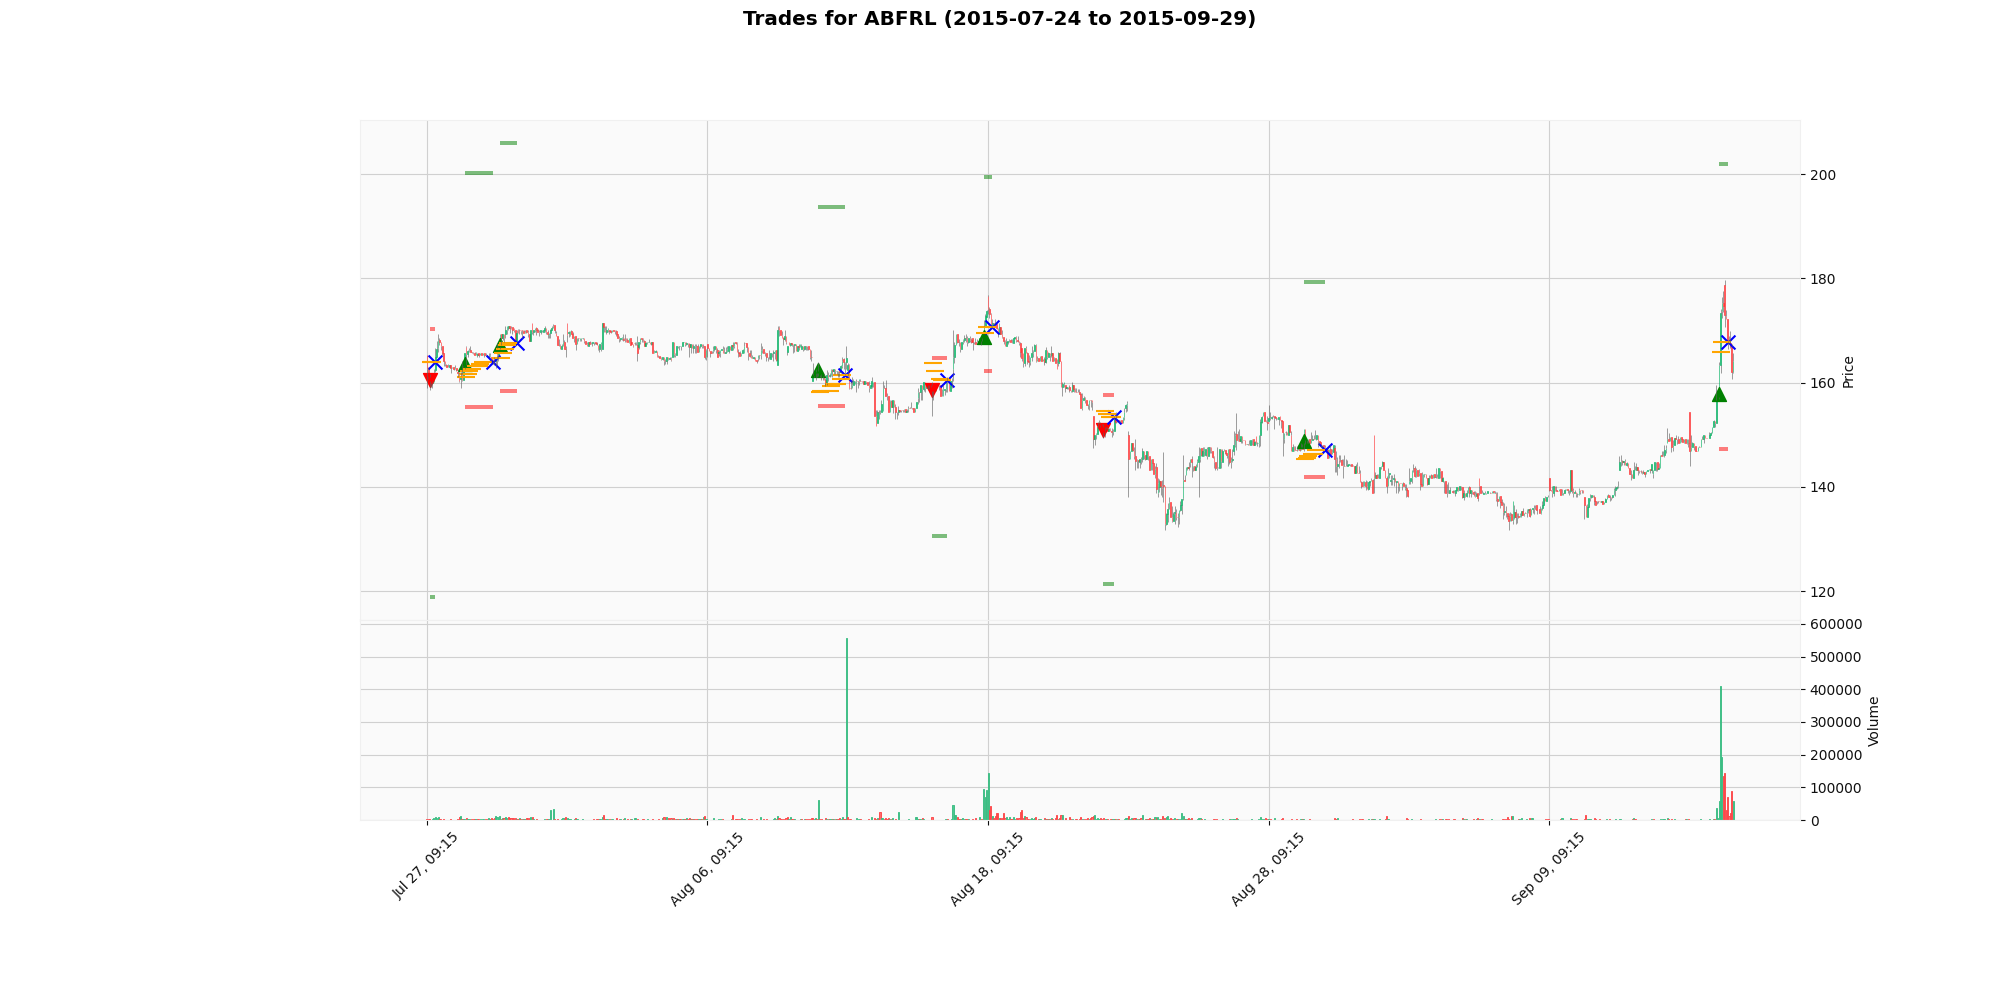 Trades for ABFRL (2015-07-24 to 2015-09-29)
200
180
160
140
120
Price
600000
500000
400000
300000
200000
100000
0
Volume
Jul 27, 09:15
Aug 06, 09:15
Aug 18, 09:15
Aug 28, 09:15
Sep 09, 09:15